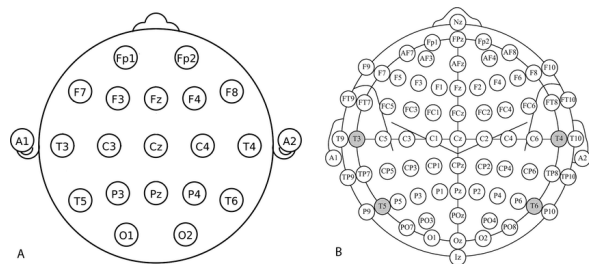 Fp1 Fp2
F7 F3 Fz F4 F8
A1 T3 C3 Cz C4 T4 A2
T5 P3 Pz P4 T6
O1 O2
A
Nz
Fp1 FPz Fp2
AF7 AF3 AFz AF4 AF8
F9 F7 F5 F3 F1 Fz F2 F4 F6 F8 F10
FT9 FT7 FC5 FC3 FC1 FCz FC2 FC4 FC6 FT8 FT10
T9 T3 C5 C3 C1 Cz C2 C4 C6 T4 T10
A1 A2
TP9 TP7 CP5 CP3 CP1 CPz CP2 CP4 CP6 TP8 TP10
P9 T5 P5 P3 P1 Pz P2 P4 P6 T6 P10
PO7 PO3 POz PO4 PO8
O1 Oz O2
Iz
B